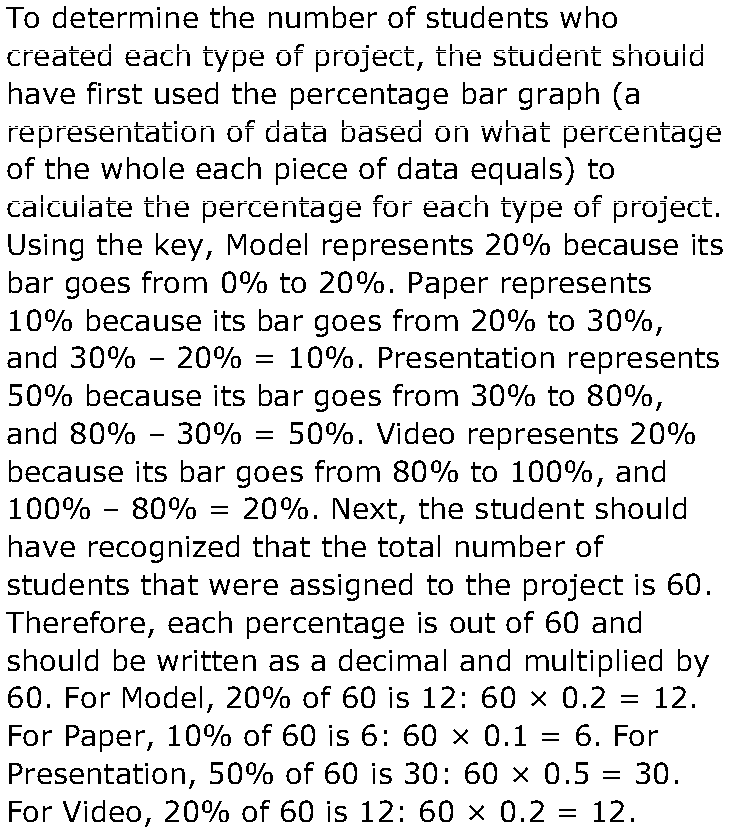 To determine the number of students who
created each type of project, the student should
have first used the percentage bar graph (a
representation of data based on what percentage
of the whole each piece of data equals) to
calculate the percentage for each type of project.
Using the key, Model represents 20% because its
bar goes from 0% to 20%. Paper represents
10% because its bar goes from 20% to 30%,
and 30% – 20% = 10%. Presentation represents
50% because its bar goes from 30% to 80%,
and 80% – 30% = 50%. Video represents 20%
because its bar goes from 80% to 100%, and
100% – 80% = 20%. Next, the student should
have recognized that the total number of
students that were assigned to the project is 60.
Therefore, each percentage is out of 60 and
should be written as a decimal and multiplied by
60. For Model, 20% of 60 is 12: 60 × 0.2 = 12.
For Paper, 10% of 60 is 6: 60 × 0.1 = 6. For
Presentation, 50% of 60 is 30: 60 × 0.5 = 30.
For Video, 20% of 60 is 12: 60 × 0.2 = 12.